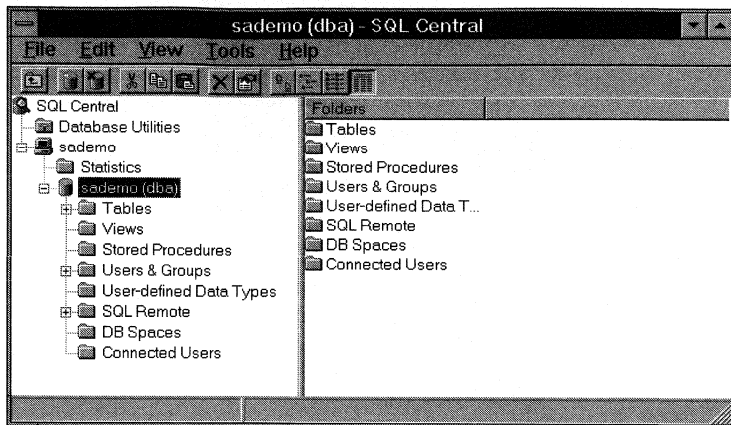 sademo (dba) - SQL Central
File Edit View Tools Help
SQL Central
Database Utilities
sademo
Statistics
sademo (dba)
Tables
Views
Stored Procedures
Users & Groups
User-defined Data Types
SQL Remote
DB Spaces
Connected Users
Folders
Tables
Views
Stored Procedures
Users & Groups
User-defined Data T...
SQL Remote
DB Spaces
Connected Users